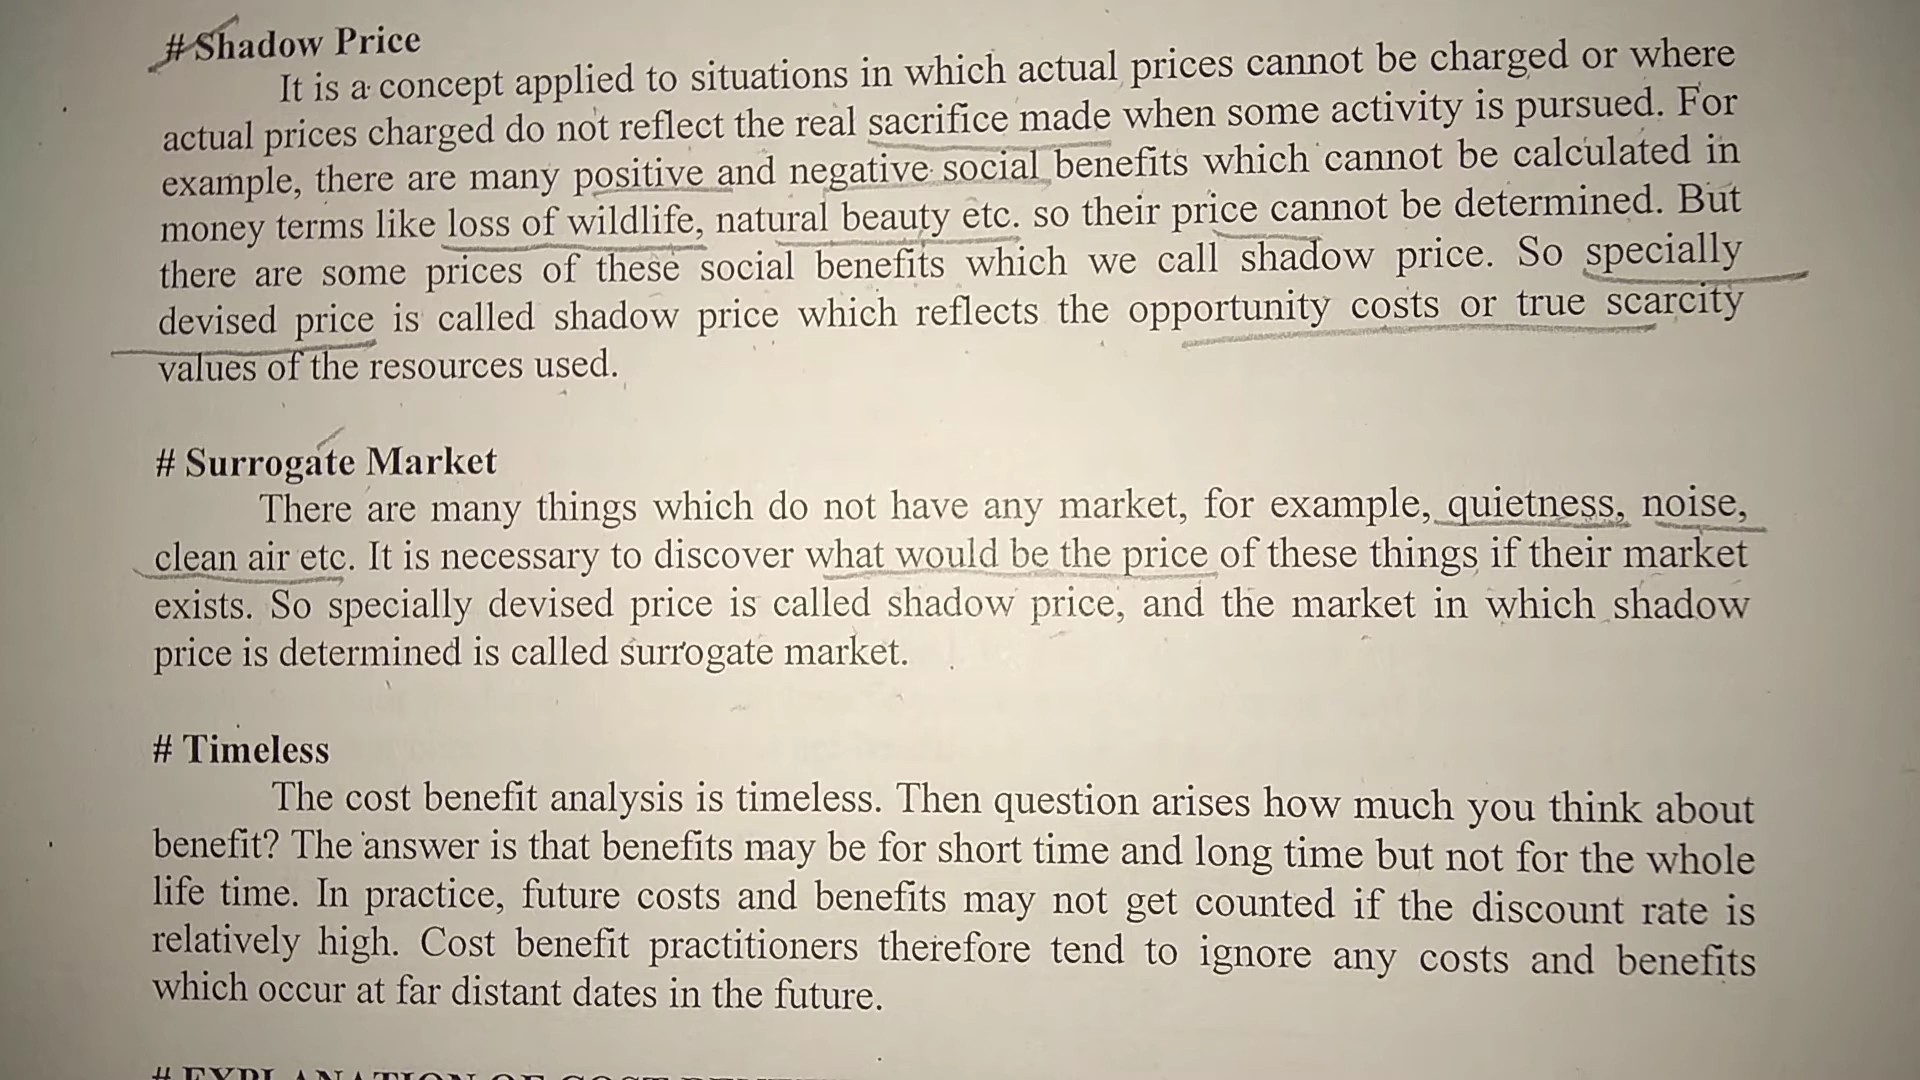 # Shadow Price
It is a concept applied to situations in which actual prices cannot be charged or where
actual prices charged do not reflect the real sacrifice made when some activity is pursued. For
example, there are many positive and negative social benefits which cannot be calculated in
money terms like loss of wildlife, natural beauty etc. so their price cannot be determined. But
there are some prices of these social benefits which we call shadow price. So specially
devised price is called shadow price which reflects the opportunity costs or true scarcity
values of the resources used.
# Surrogate Market
There are many things which do not have any market, for example, quietness, noise,
clean air etc. It is necessary to discover what would be the price of these things if their market
exists. So specially devised price is called shadow price, and the market in which shadow
price is determined is called surrogate market.
# Timeless
The cost benefit analysis is timeless. Then question arises how much you think about
benefit? The answer is that benefits may be for short time and long time but not for the whole
life time. In practice, future costs and benefits may not get counted if the discount rate is
relatively high. Cost benefit practitioners therefore tend to ignore any costs and benefits
which occur at far distant dates in the future.
# EXPLANATION OF COST